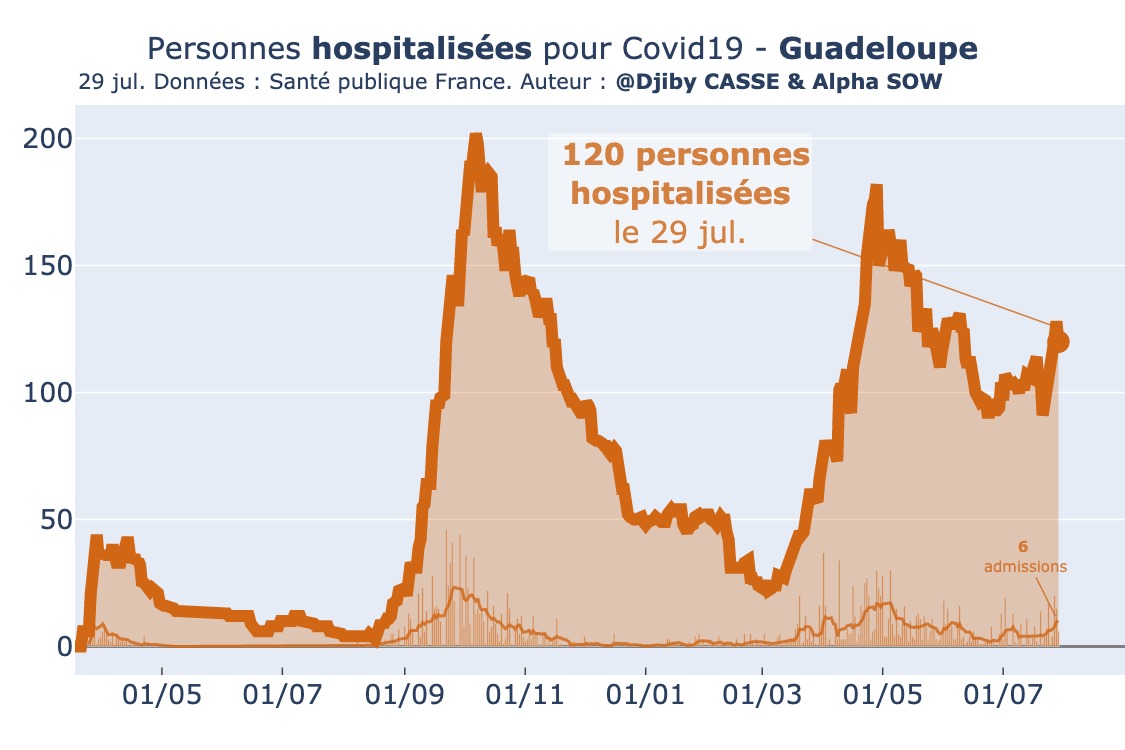 Personnes hospitalisées pour Covid19 - Guadeloupe
29 jul. Données : Santé publique France. Auteur : @Djiby CASSE & Alpha SOW
200
120 personnes
hospitalisées
le 29 jul.
150
100
50
6
admissions
0
01/05 01/07 01/09 01/11 01/01 01/03 01/05 01/07